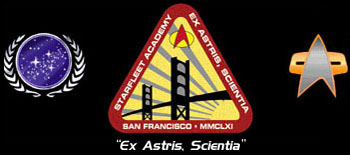 STARFLEET ACADEMY
EX ASTRIS, SCIENTIA
SAN FRANCISCO • MMCLXI
"Ex Astris, Scientia"